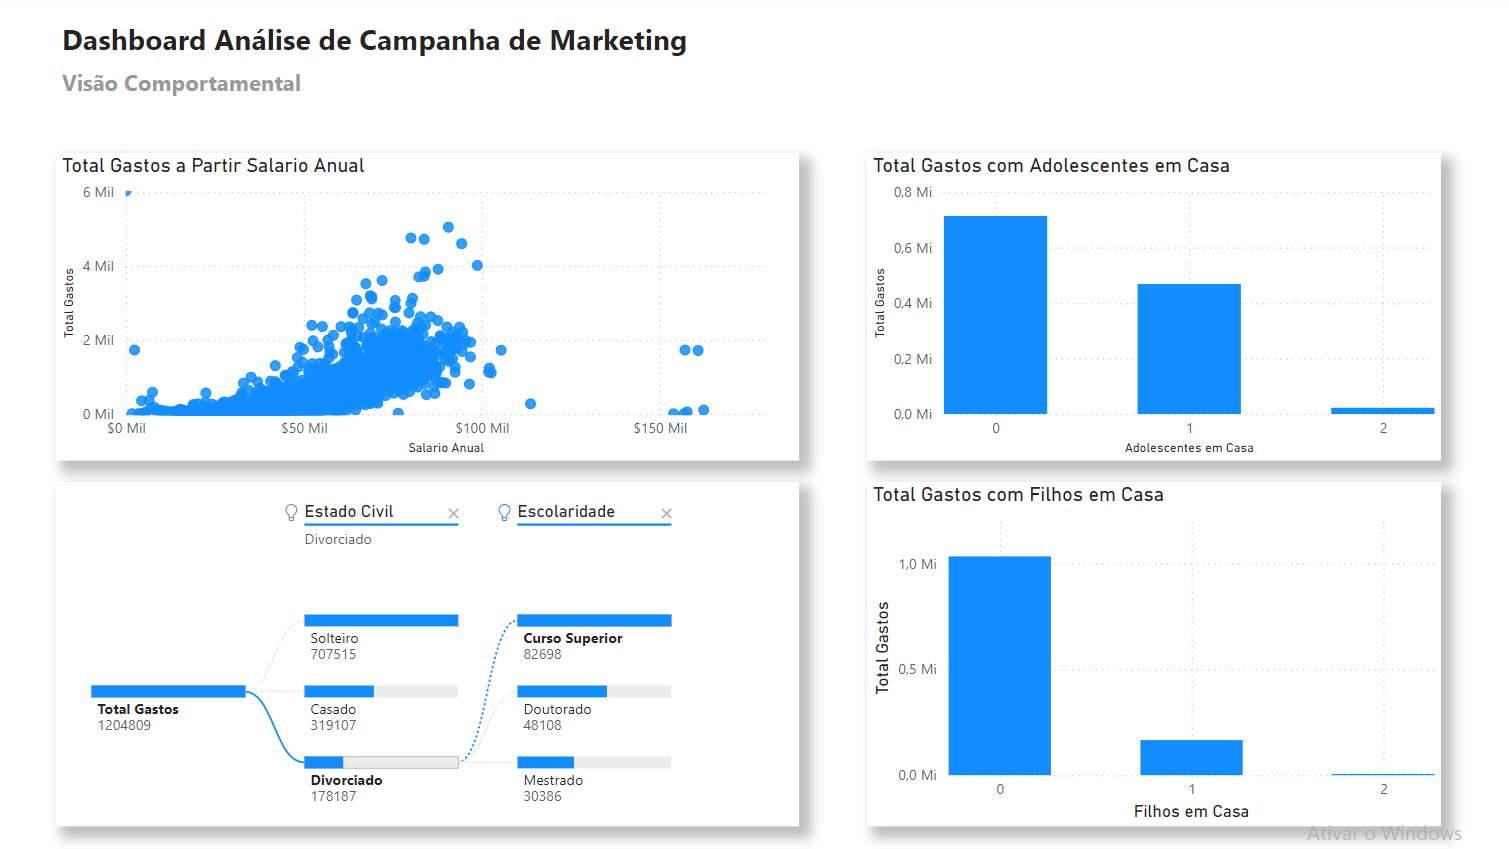 Dashboard Análise de Campanha de Marketing
Visão Comportamental
Total Gastos a Partir Salario Anual
Total Gastos
6 Mil
4 Mil
2 Mil
0 Mil
$0 Mil $50 Mil $100 Mil $150 Mil
Salario Anual
Total Gastos com Adolescentes em Casa
Total Gastos
0,8 Mi
0,6 Mi
0,4 Mi
0,2 Mi
0,0 Mi
0 1 2
Adolescentes em Casa
Estado Civil Escolaridade
Divorciado
Solteiro
707515
Curso Superior
82698
Total Gastos
1204809
Casado
319107
Doutorado
48108
Divorciado
178187
Mestrado
30386
Total Gastos com Filhos em Casa
Total Gastos
1,0 Mi
0,5 Mi
0,0 Mi
0 1 2
Filhos em Casa
Ativar o Windows